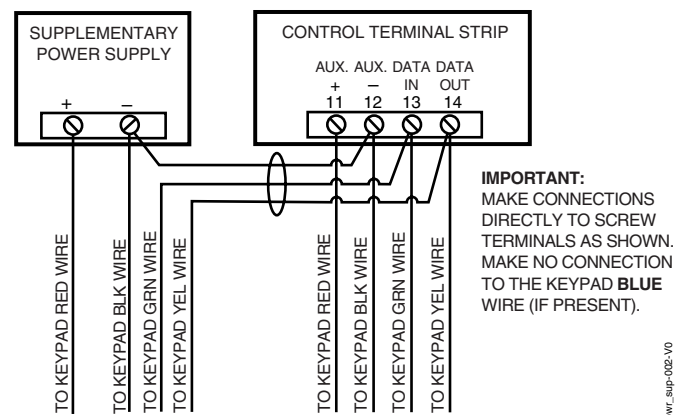 SUPPLEMENTARY
POWER SUPPLY
+ –
CONTROL TERMINAL STRIP
AUX. AUX. DATA DATA
+ – IN OUT
11 12 13 14
IMPORTANT:
MAKE CONNECTIONS
DIRECTLY TO SCREW
TERMINALS AS SHOWN.
MAKE NO CONNECTION
TO THE KEYPAD BLUE
WIRE (IF PRESENT).
TO KEYPAD RED WIRE
TO KEYPAD BLK WIRE
TO KEYPAD GRN WIRE
TO KEYPAD YEL WIRE
TO KEYPAD RED WIRE
TO KEYPAD BLK WIRE
TO KEYPAD GRN WIRE
TO KEYPAD YEL WIRE
wr_sup-002-V0